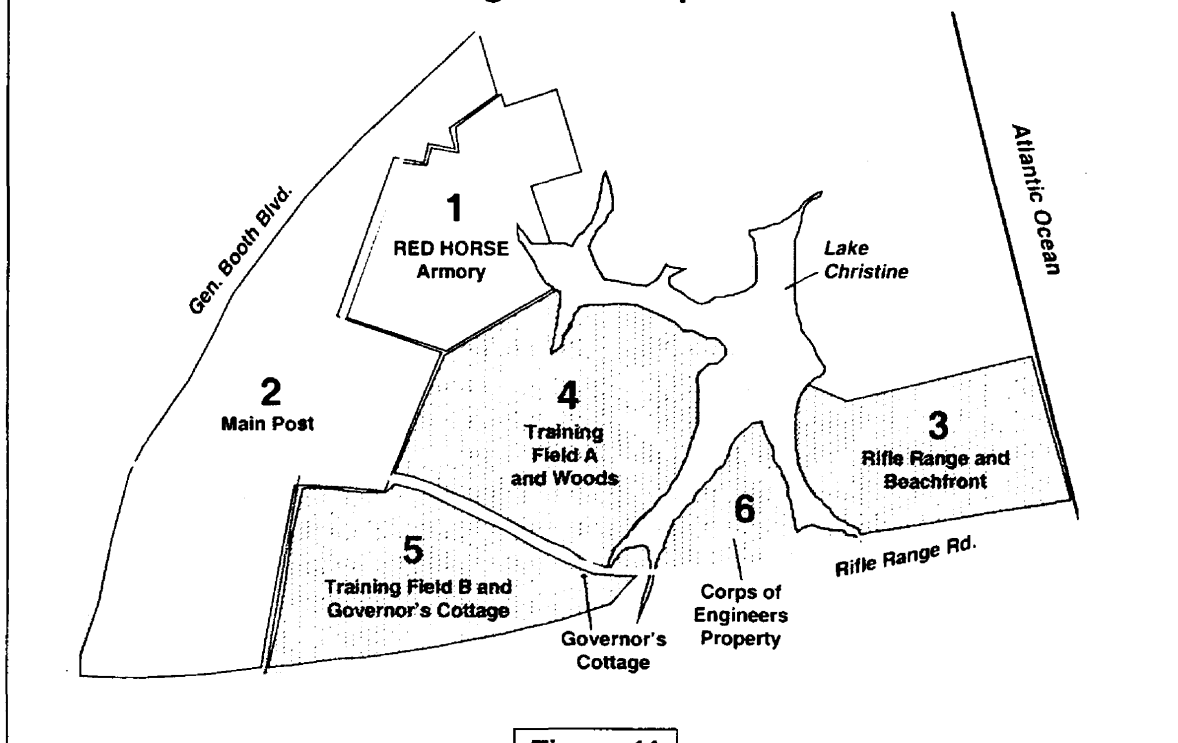 Gen. Booth Blvd.
1
RED HORSE
Armory
Lake
Christine
Atlantic Ocean
2
Main Post
4
Training
Field A
and Woods
3
Rifle Range and
Beachfront
6
5
Training Field B and
Governor's Cottage
Rifle Range Rd.
Corps of
Engineers
Property
Governor's
Cottage